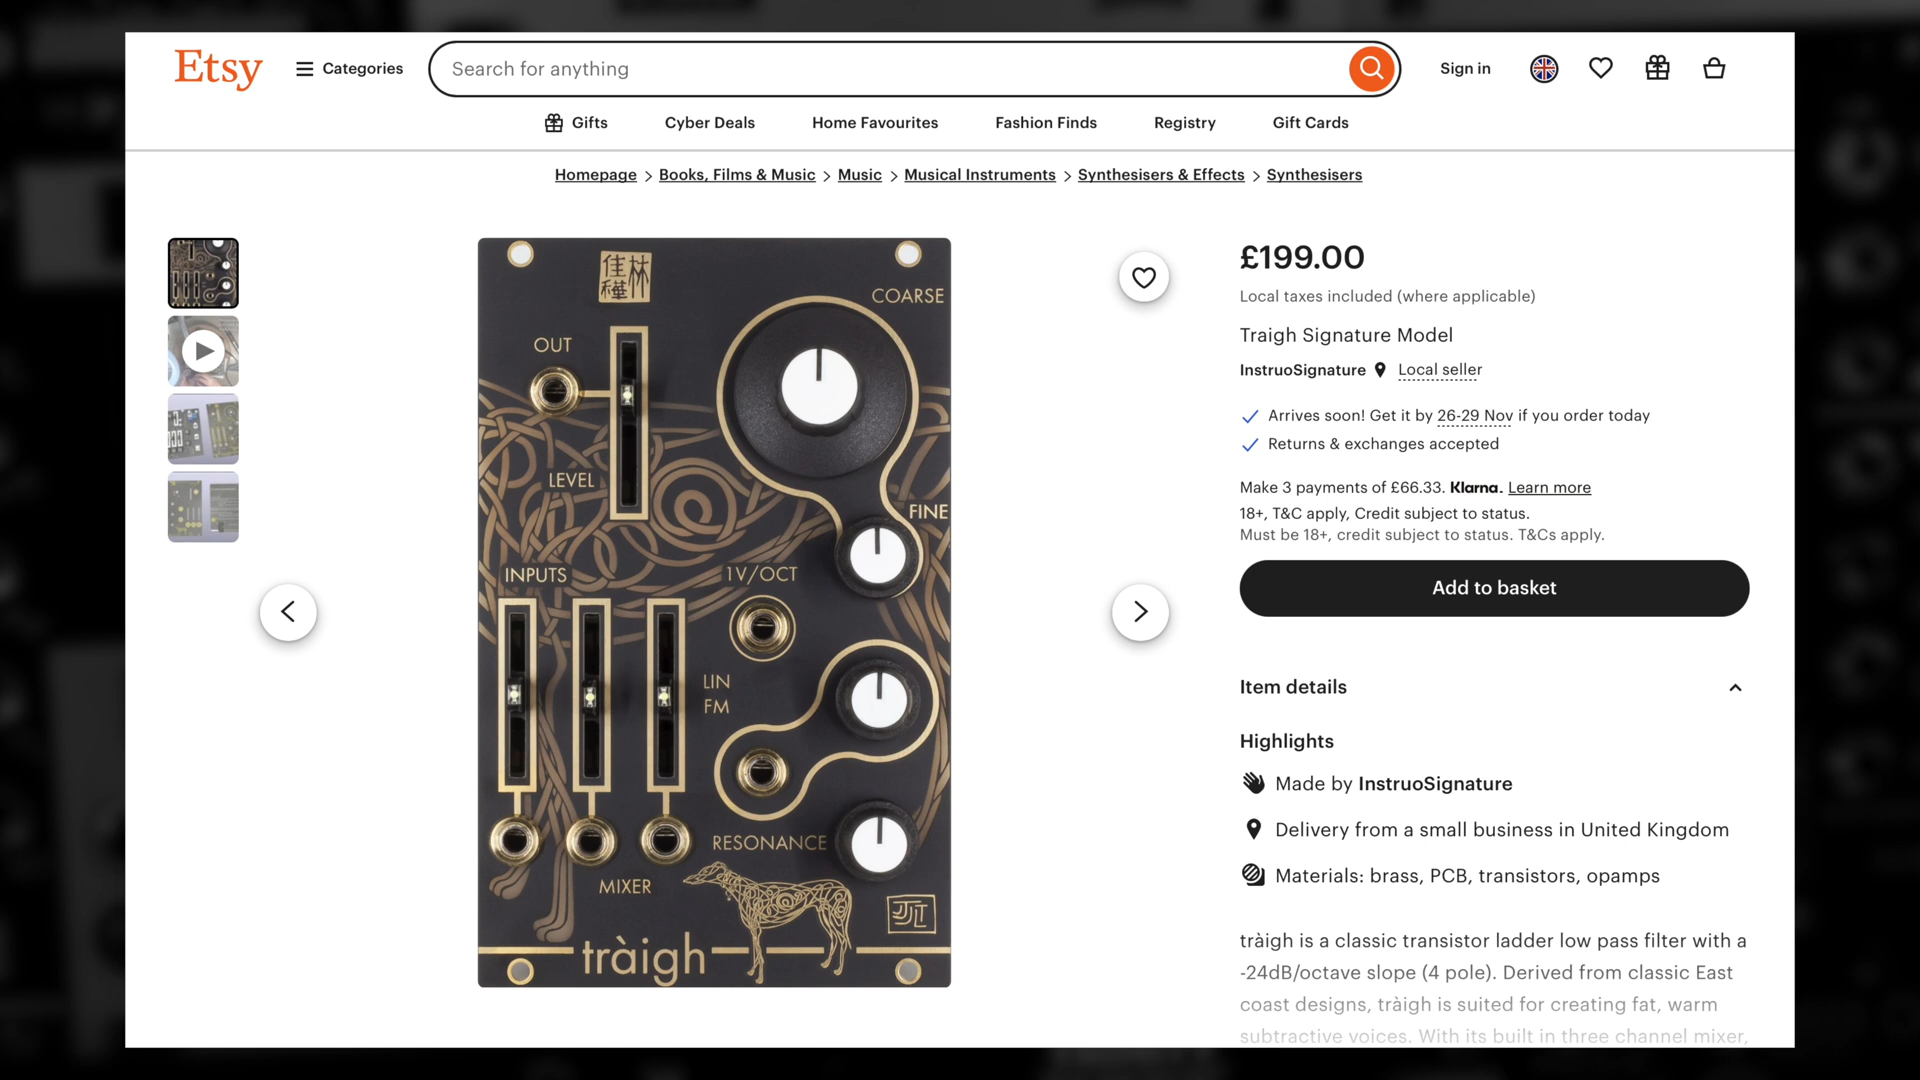 Etsy
Categories
Search for anything
Sign in
Gifts
Cyber Deals
Home Favourites
Fashion Finds
Registry
Gift Cards
Homepage > Books, Films & Music > Music > Musical Instruments > Synthesisers & Effects > Synthesisers
佳林
樺
COARSE
OUT
LEVEL
FINE
INPUTS
1V/OCT
LIN
FM
RESONANCE
MIXER
tràigh
£199.00
Local taxes included (where applicable)
Traigh Signature Model
InstruoSignature Local seller
Arrives soon! Get it by 26-29 Nov if you order today
Returns & exchanges accepted
Make 3 payments of £66.33. Klarna. Learn more
18+, T&C apply, Credit subject to status.
Must be 18+, credit subject to status. T&Cs apply.
Add to basket
Item details
Highlights
Made by InstruoSignature
Delivery from a small business in United Kingdom
Materials: brass, PCB, transistors, opamps
tràigh is a classic transistor ladder low pass filter with a
-24dB/octave slope (4 pole). Derived from classic East
coast designs, tràigh is suited for creating fat, warm
subtractive voices. With its built in three channel mixer,